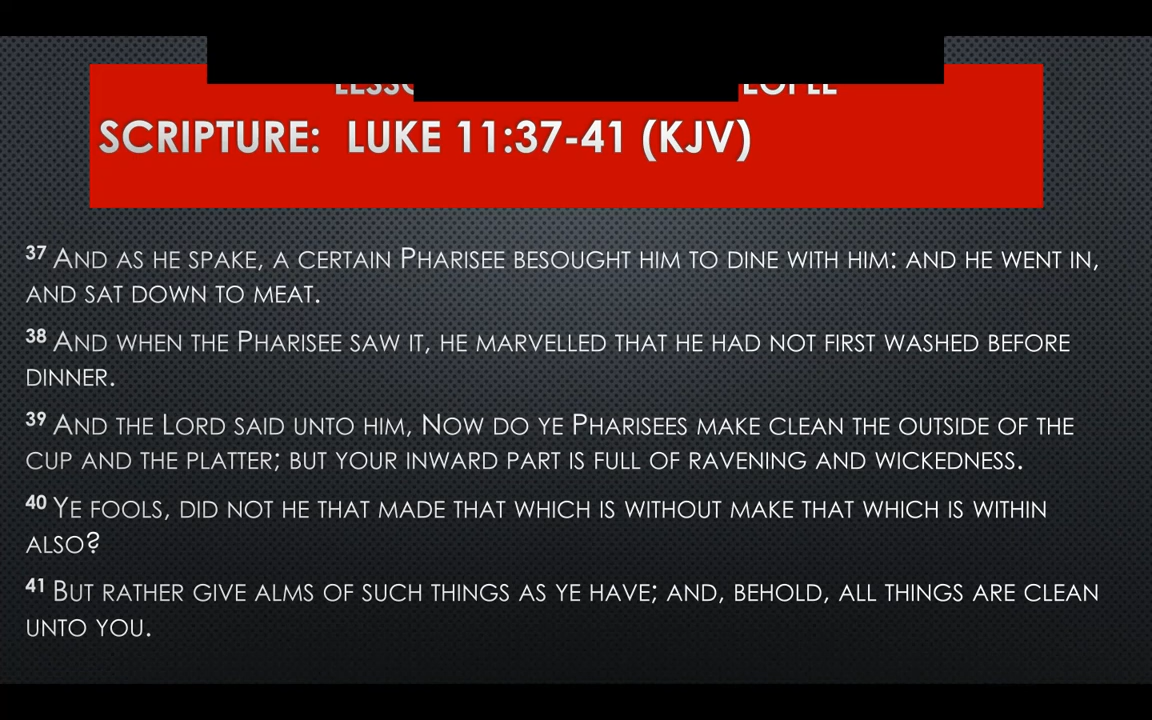 SCRIPTURE: LUKE 11:37-41 (KJV)
37 AND AS HE SPAKE, A CERTAIN PHARISEE BESOUGHT HIM TO DINE WITH HIM: AND HE WENT IN,
AND SAT DOWN TO MEAT.
38 AND WHEN THE PHARISEE SAW IT, HE MARVELLED THAT HE HAD NOT FIRST WASHED BEFORE
DINNER.
39 AND THE LORD SAID UNTO HIM, NOW DO YE PHARISEES MAKE CLEAN THE OUTSIDE OF THE
CUP AND THE PLATTER; BUT YOUR INWARD PART IS FULL OF RAVENING AND WICKEDNESS.
40 YE FOOLS, DID NOT HE THAT MADE THAT WHICH IS WITHOUT MAKE THAT WHICH IS WITHIN
ALSO?
41 BUT RATHER GIVE ALMS OF SUCH THINGS AS YE HAVE; AND, BEHOLD, ALL THINGS ARE CLEAN
UNTO YOU.